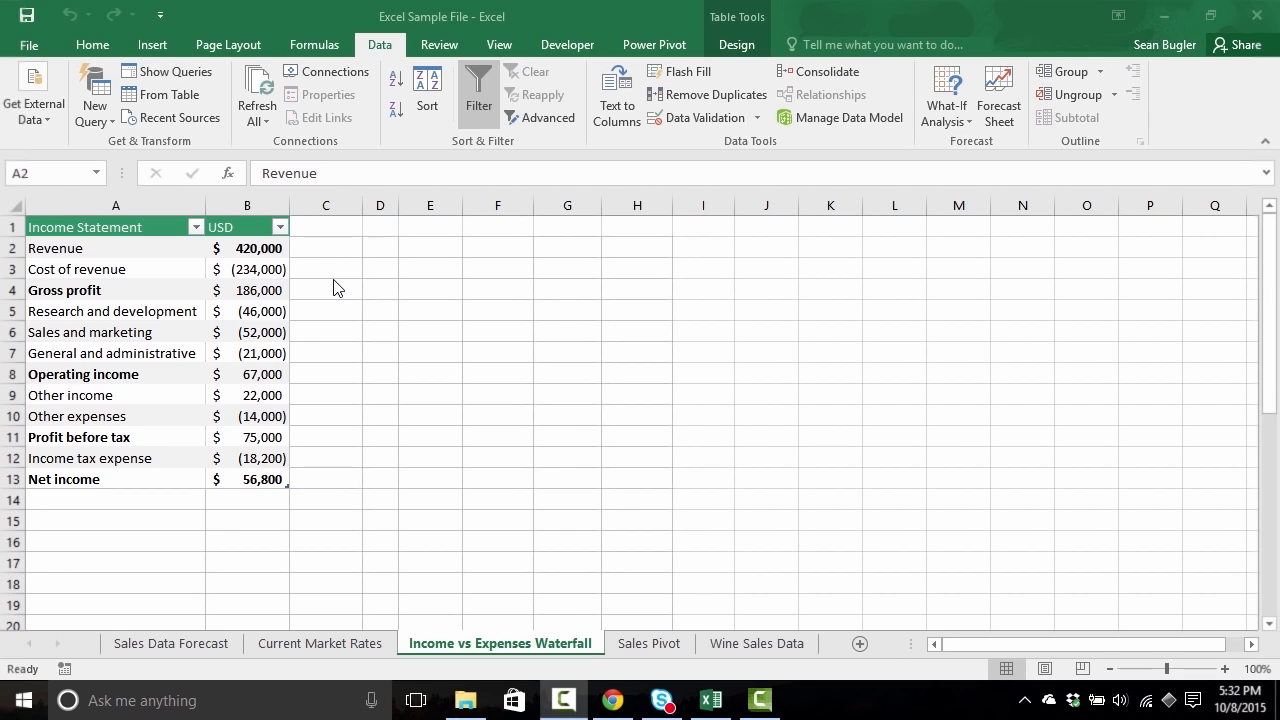 Excel Sample File - Excel
Table Tools
File Home Insert Page Layout Formulas Data Review View Developer Power Pivot Design Tell me what you want to do... Sean Bugler Share
Get External Data
New Query
Show Queries
From Table
Recent Sources
Get & Transform
Refresh All
Connections
Properties
Edit Links
Connections
Sort
Filter
Clear
Reapply
Advanced
Sort & Filter
Text to Columns
Flash Fill
Remove Duplicates
Data Validation
Consolidate
Relationships
Manage Data Model
Data Tools
What-If Analysis
Forecast Sheet
Forecast
Group
Ungroup
Subtotal
Outline
A2 fx Revenue
A B C D E F G H I J K L M N O P Q
1 Income Statement USD
2 Revenue $ 420,000
3 Cost of revenue $ (234,000)
4 Gross profit $ 186,000
5 Research and development $ (46,000)
6 Sales and marketing $ (52,000)
7 General and administrative $ (21,000)
8 Operating income $ 67,000
9 Other income $ 22,000
10 Other expenses $ (14,000)
11 Profit before tax $ 75,000
12 Income tax expense $ (18,200)
13 Net income $ 56,800
14
15
16
17
18
19
20
Sales Data Forecast Current Market Rates Income vs Expenses Waterfall Sales Pivot Wine Sales Data
Ready 100%
Ask me anything 5:32 PM
10/8/2015